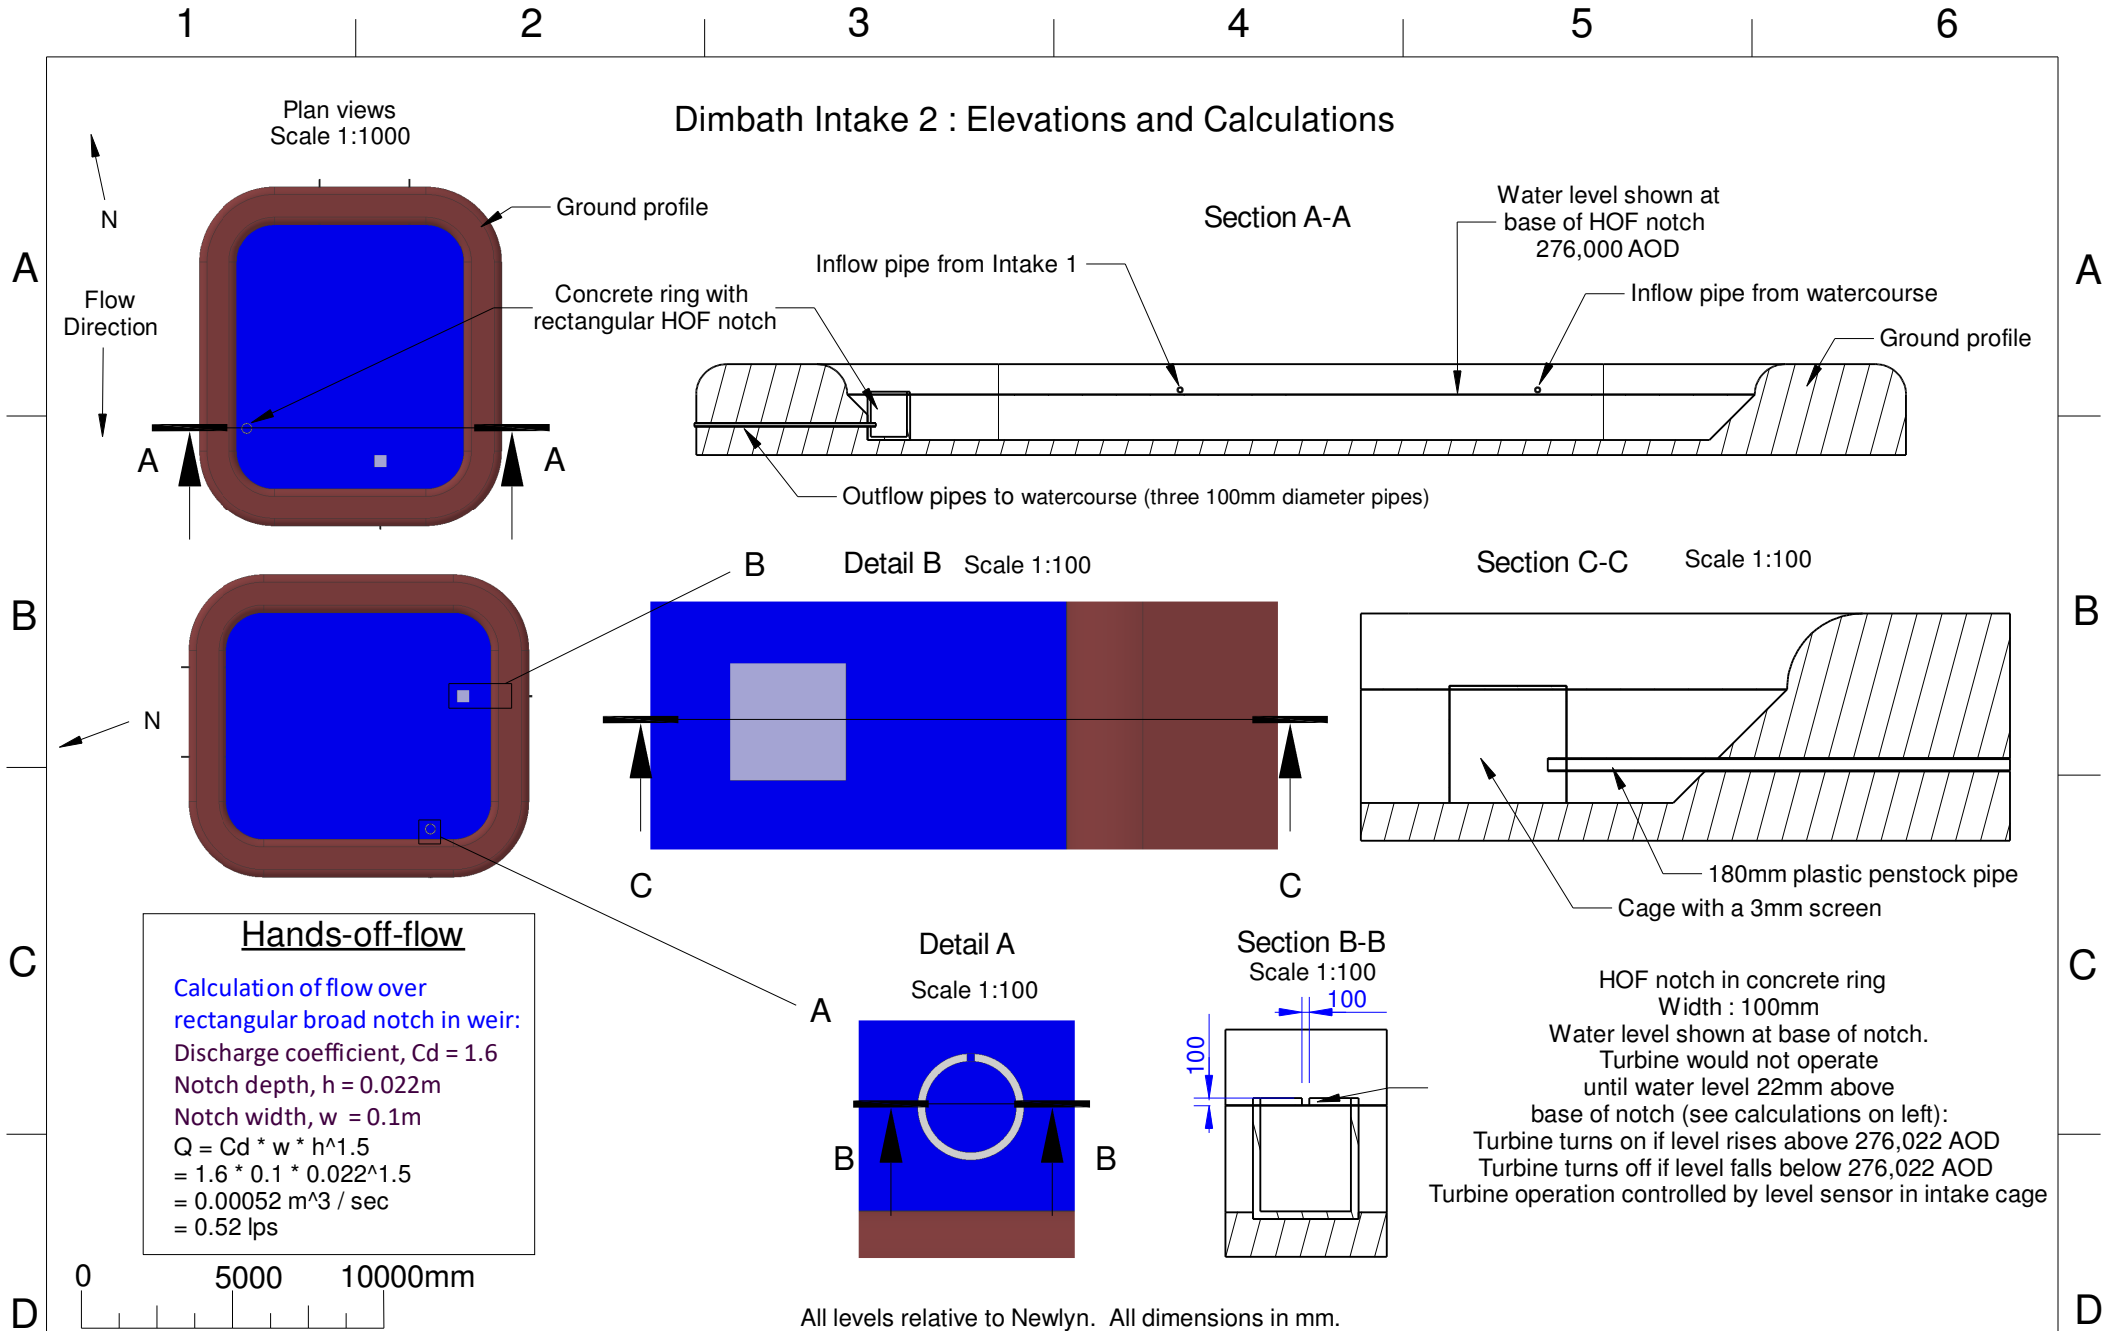 1 2 3 4 5 6
Dimbath Intake 2 : Elevations and Calculations
Plan views
Scale 1:1000
N
Ground profile
Flow
Direction
Concrete ring with
rectangular HOF notch
A A
Section A-A
Water level shown at
base of HOF notch
276,000 AOD
Inflow pipe from Intake 1
Inflow pipe from watercourse
Ground profile
Outflow pipes to watercourse (three 100mm diameter pipes)
A A
B
Detail B Scale 1:100
Section C-C Scale 1:100
B B
N
C C
180mm plastic penstock pipe
Cage with a 3mm screen
Hands-off-flow
Calculation of flow over
rectangular broad notch in weir:
Discharge coefficient, Cd = 1.6
Notch depth, h = 0.022m
Notch width, w = 0.1m
Q = Cd * w * h^1.5
= 1.6 * 0.1 * 0.022^1.5
= 0.00052 m^3 / sec
= 0.52 lps
A
Detail A
Scale 1:100
B B
Section B-B
Scale 1:100
100
100
HOF notch in concrete ring
Width : 100mm
Water level shown at base of notch.
Turbine would not operate
until water level 22mm above
base of notch (see calculations on left):
Turbine turns on if level rises above 276,022 AOD
Turbine turns off if level falls below 276,022 AOD
Turbine operation controlled by level sensor in intake cage
C C
0 5000 10000mm
All levels relative to Newlyn. All dimensions in mm.
D D